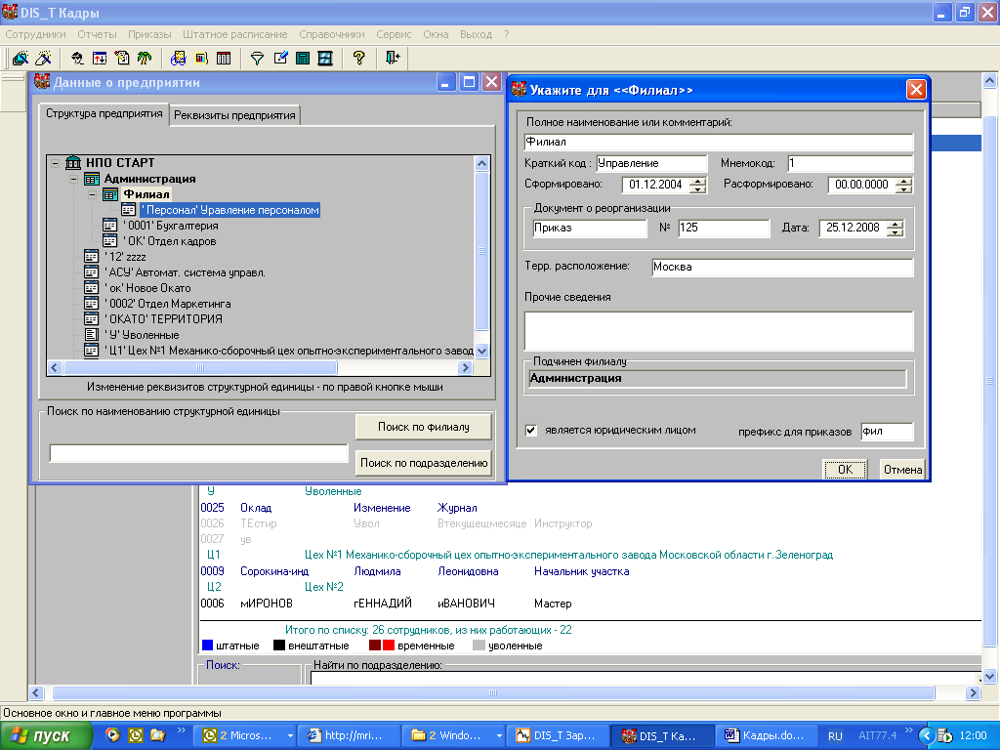 DIS_T Кадры
Сотрудники Отчеты Приказы Штатное расписание Справочники Сервис Окна Выход ?
Данные о предприятии
Структура предприятия Реквизиты предприятия
НПО СТАРТ
Администрация
Филиал
' Персонал' Уравление персоналом
' 0001' Бухгалтерия
' ОК' Отдел кадров
' 12' zzzz
' АСУ' Автомат. система управл.
' ок' Новое Окато
' 0002' Отдел Маркетинга
' ОКАТО' ТЕРРИТОРИЯ
' У' Уволенные
' Ц1' Цех №1 Механико-сборочный цех опытно-экспериментального завод
Изменение реквизитов структурной единицы - по правой кнопке мыши
Поиск по наименованию структурной единицы
Поиск по филиалу
Поиск по подразделению
Укажите для <<Филиал>>
Полное наименование или комментарий:
Филиал
Краткий код : Управление Мнемокод: 1
Сформировано: 01.12.2004 Расформировано: 00.00.0000
Документ о реорганизации
Приказ № 125 Дата: 25.12.2008
Терр. расположение: Москва
Прочие сведения
Подчинен филиалу
Администрация
является юридическим лицом префикс для приказов фил
OK Отмена
У Уволенные
0025 Оклад Изменение Журнал
0026 ТЕстир Увол Втекущещмесяце Инструктор
0027 ув
Ц1 Цех №1 Механико-сборочный цех опытно-экспериментального завода Московской области г.Зеленоград
0009 Сорокина-инд Людмила Леонидовна Начальник участка
Ц2 Цех №2
0006 мИРОНОВ гЕННАДИЙ иВАНОВИЧ Мастер
Итого по списку: 26 сотрудников, из них работающих - 22
штатные внештатные временные уволенные
Поиск: Найти по подразделению:
Основное окно и главное меню программы
пуск » 2 Micros... http://mri... 2 Windo... DIS_T Зар... DIS_T Ка... Кадры.do... RU AIT77.4 » 12:00